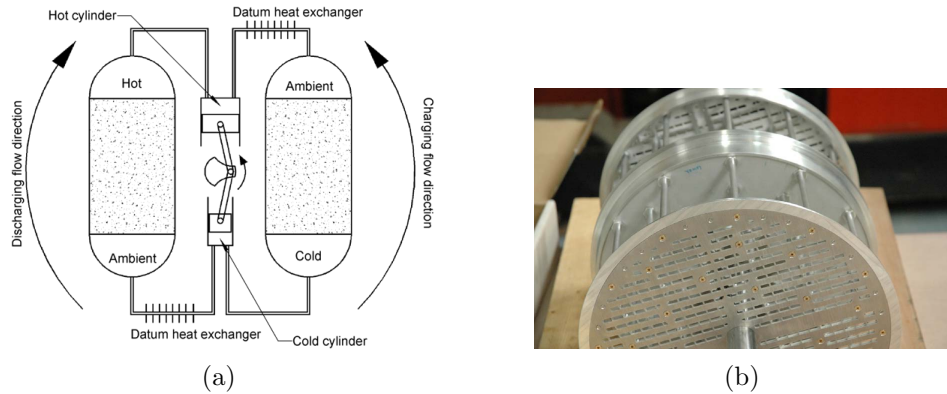 Hot cylinder
Datum heat exchanger
Hot
Ambient
Discharging flow direction
Charging flow direction
Ambient
Cold
Datum heat exchanger
Cold cylinder
(a)
(b)